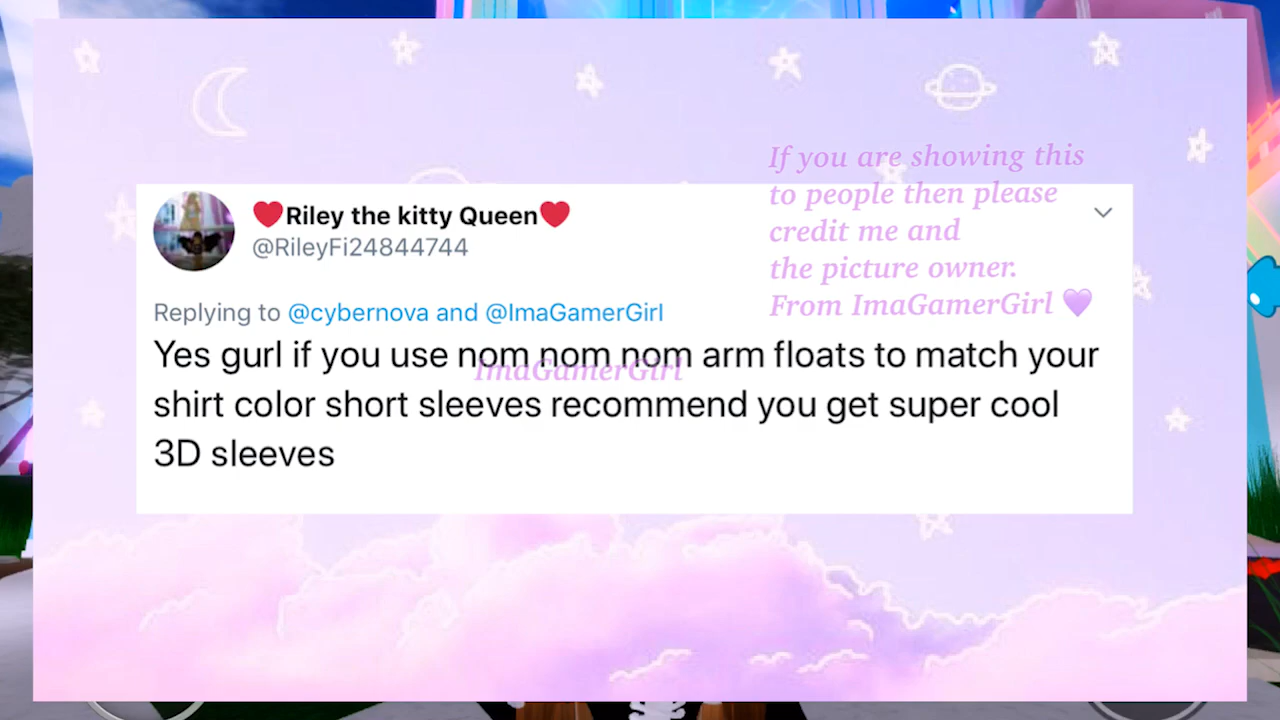 If you are showing this
to people then please
credit me and
the picture owner.
From ImaGamerGirl 💜
❤️Riley the kitty Queen❤️
@RileyFi24844744
Replying to @cybernova and @ImaGamerGirl
Yes gurl if you use nom nom nom arm floats to match your
ImaGamerGirl
shirt color short sleeves recommend you get super cool
3D sleeves